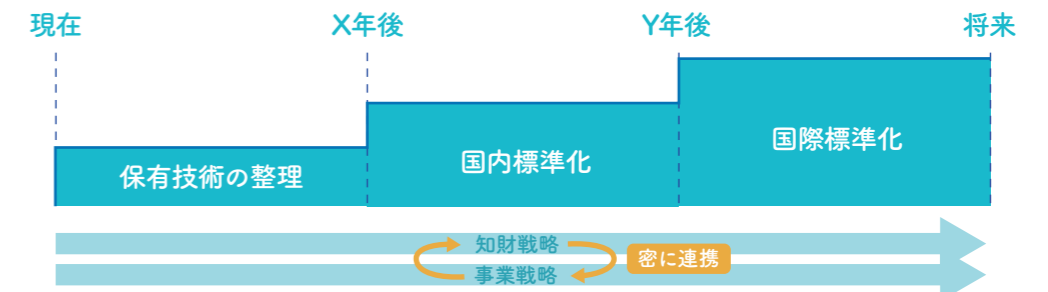 現在
X年後
Y年後
将来
保有技術の整理
国内標準化
国際標準化
知財戦略
密に連携
事業戦略